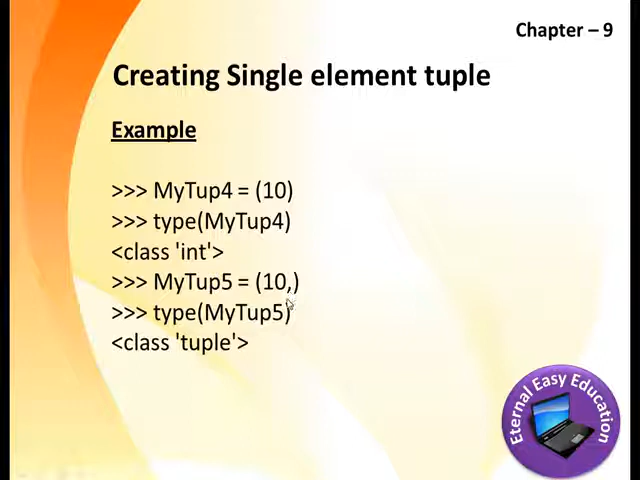 Chapter – 9
Creating Single element tuple
Example
>>> MyTup4 = (10)
>>> type(MyTup4)
<class 'int'>
>>> MyTup5 = (10,)
>>> type(MyTup5)
<class 'tuple'>
Eternal Easy Education